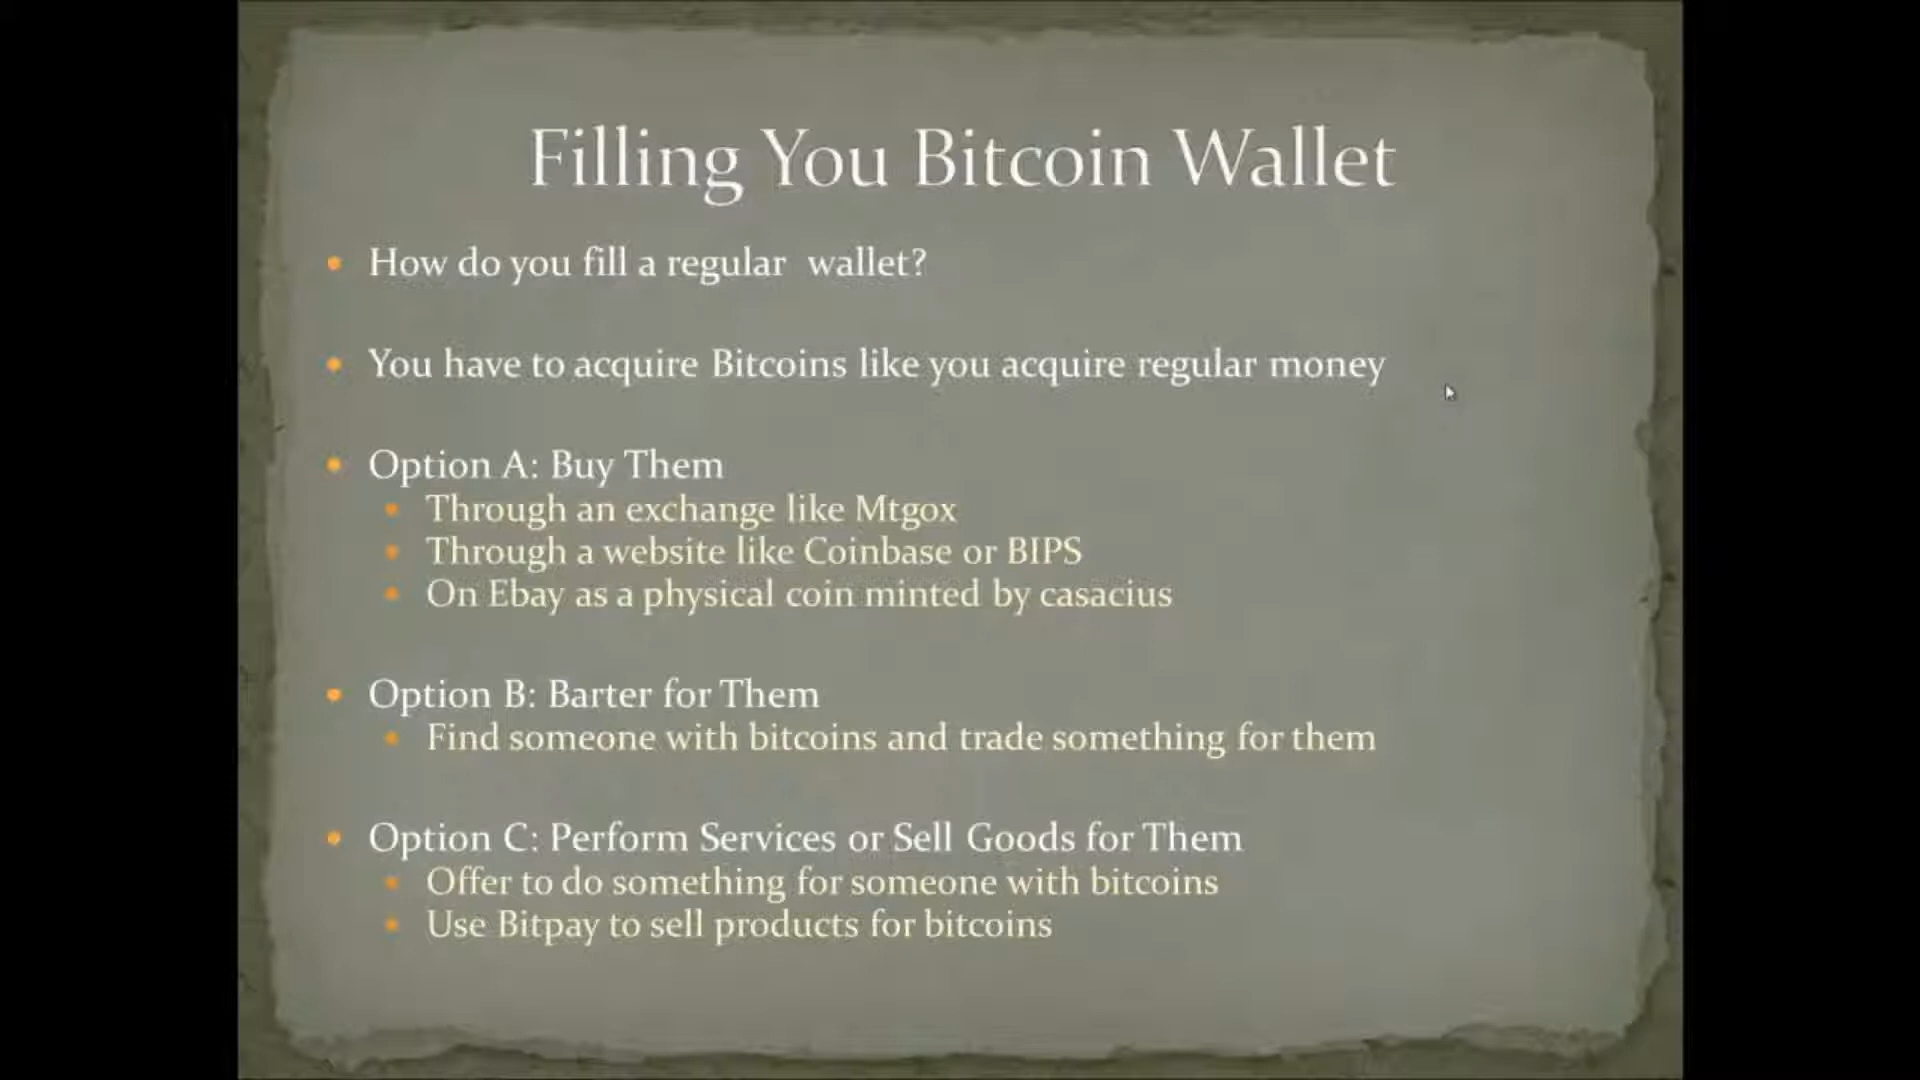 Filling You Bitcoin Wallet
How do you fill a regular wallet?
You have to acquire Bitcoins like you acquire regular money
Option A: Buy Them
Through an exchange like Mtgox
Through a website like Coinbase or BIPS
On Ebay as a physical coin minted by casacius
Option B: Barter for Them
Find someone with bitcoins and trade something for them
Option C: Perform Services or Sell Goods for Them
Offer to do something for someone with bitcoins
Use Bitpay to sell products for bitcoins